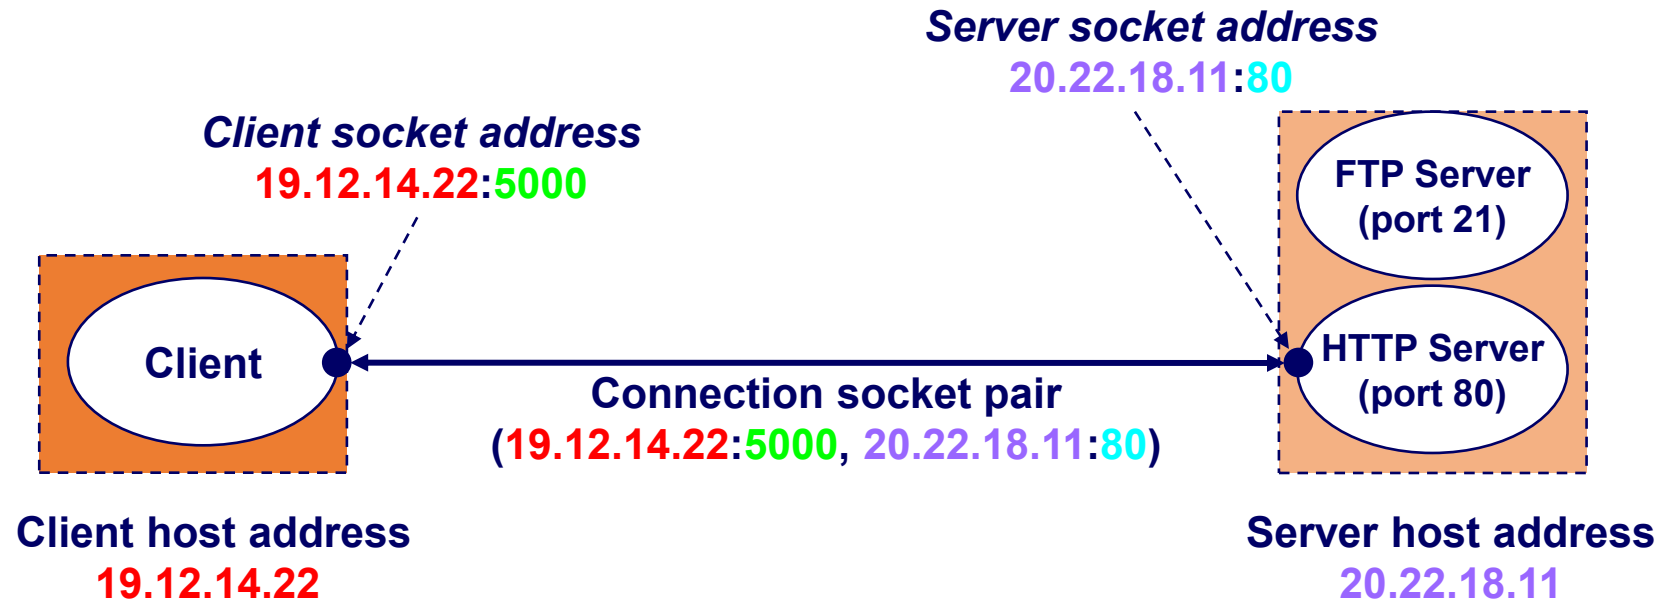 Server socket address
20.22.18.11:80
Client socket address
19.12.14.22:5000
FTP Server
(port 21)
Client
HTTP Server
(port 80)
Connection socket pair
(19.12.14.22:5000, 20.22.18.11:80)
Client host address
19.12.14.22
Server host address
20.22.18.11